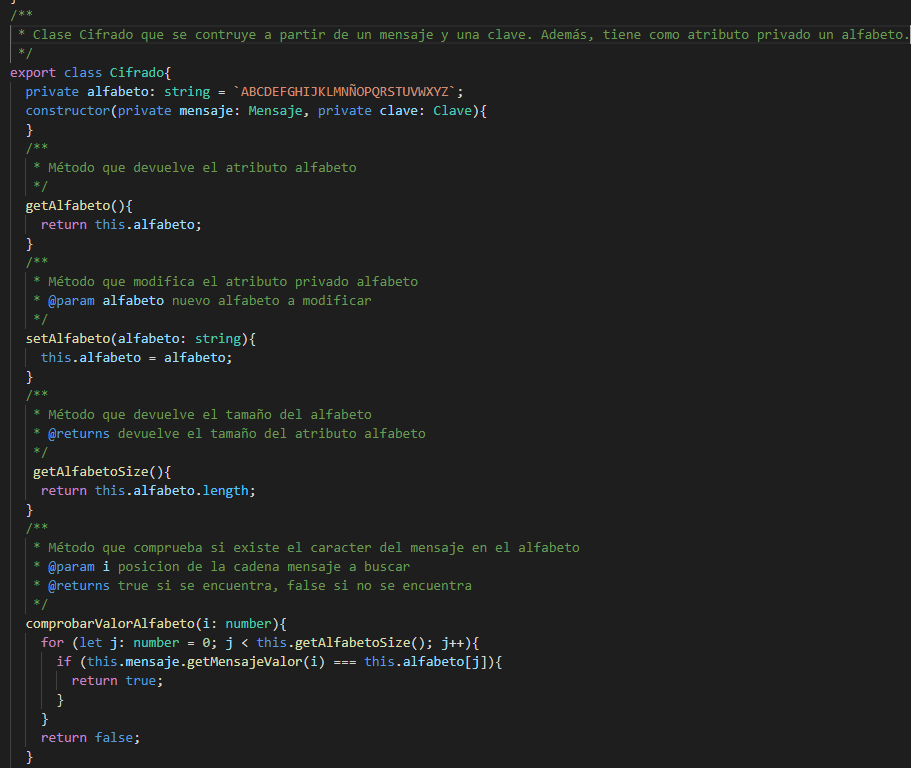 /**
 * Clase Cifrado que se contruye a partir de un mensaje y una clave. Además, tiene como atributo privado un alfabeto.
 */
export class Cifrado{
  private alfabeto: string = `ABCDEFGHIJKLMNÑOPQRSTUVWXYZ`;
  constructor(private mensaje: Mensaje, private clave: Clave){
  }
  /**
   * Método que devuelve el atributo alfabeto
   */
  getAlfabeto(){
    return this.alfabeto;
  }
  /**
   * Método que modifica el atributo privado alfabeto
   * @param alfabeto nuevo alfabeto a modificar
   */
  setAlfabeto(alfabeto: string){
    this.alfabeto = alfabeto;
  }
  /**
   * Método que devuelve el tamaño del alfabeto
   * @returns devuelve el tamaño del atributo alfabeto
   */
   getAlfabetoSize(){
    return this.alfabeto.length;
  }
  /**
   * Método que comprueba si existe el caracter del mensaje en el alfabeto
   * @param i posicion de la cadena mensaje a buscar
   * @returns true si se encuentra, false si no se encuentra
   */
  comprobarValorAlfabeto(i: number){
    for (let j: number = 0; j < this.getAlfabetoSize(); j++){
      if (this.mensaje.getMensajeValor(i) === this.alfabeto[j]){
        return true;
      }
    }
    return false;
  }